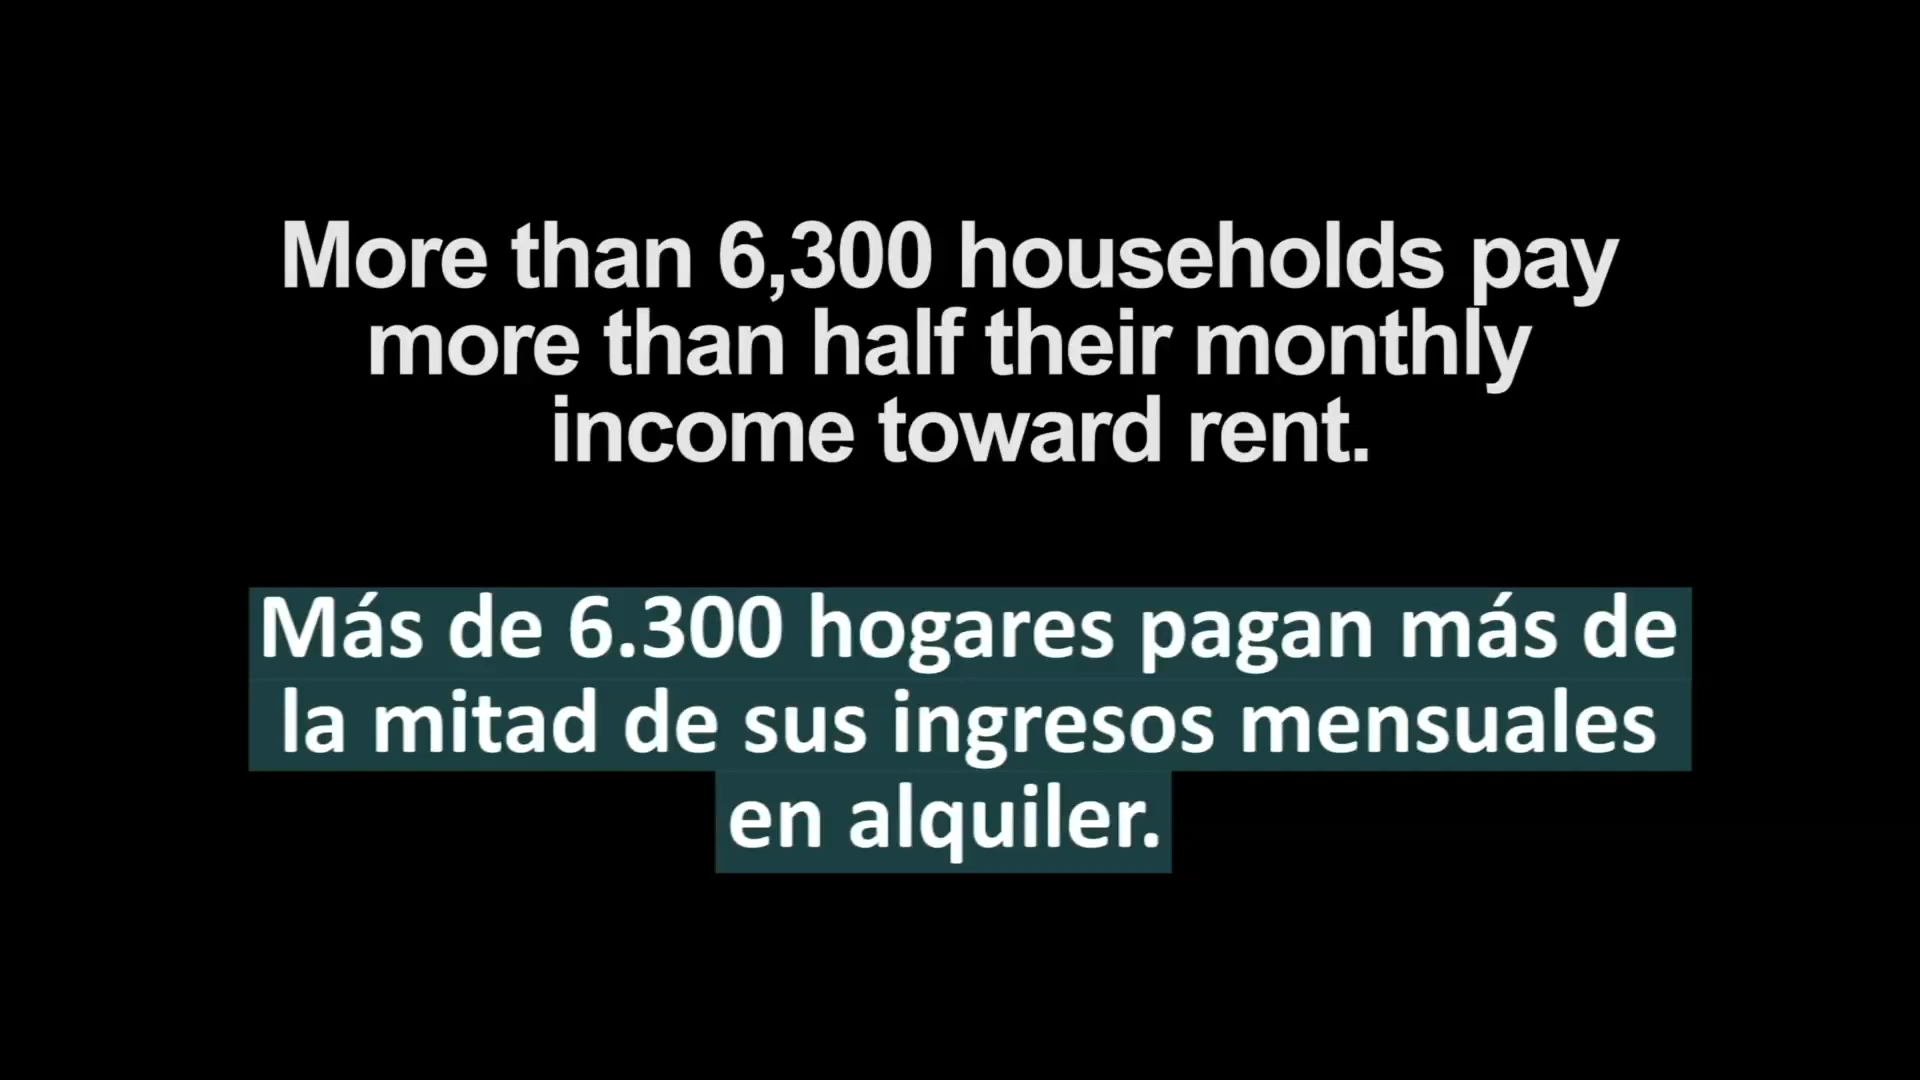 More than 6,300 households pay
more than half their monthly
income toward rent.
Más de 6.300 hogares pagan más de
la mitad de sus ingresos mensuales
en alquiler.